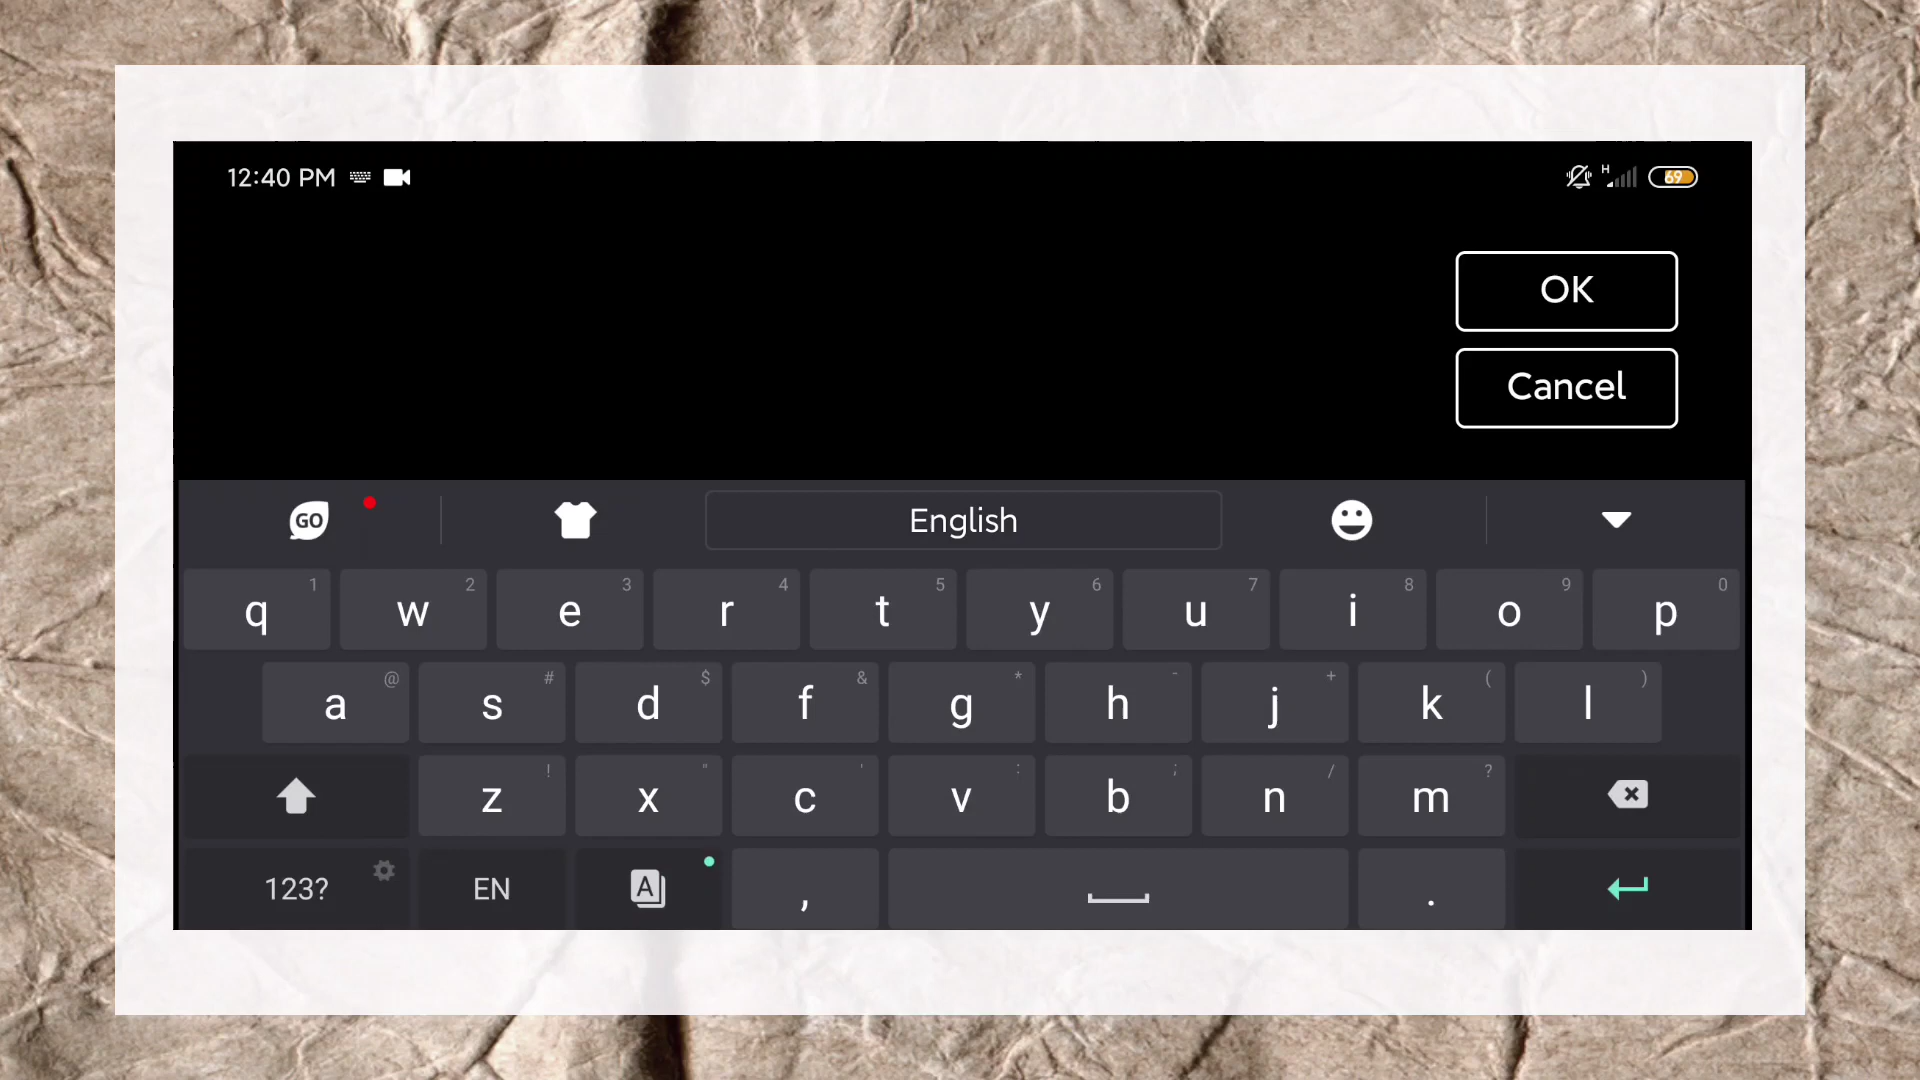 12:40 PM H 69
OK
Cancel
GO English
1 2 3 4 5 6 7 8 9 0
q w e r t y u i o p
@ # $ & * - + ( )
a s d f g h j k l
! " ' : ; / ?
z x c v b n m
123? EN A , .